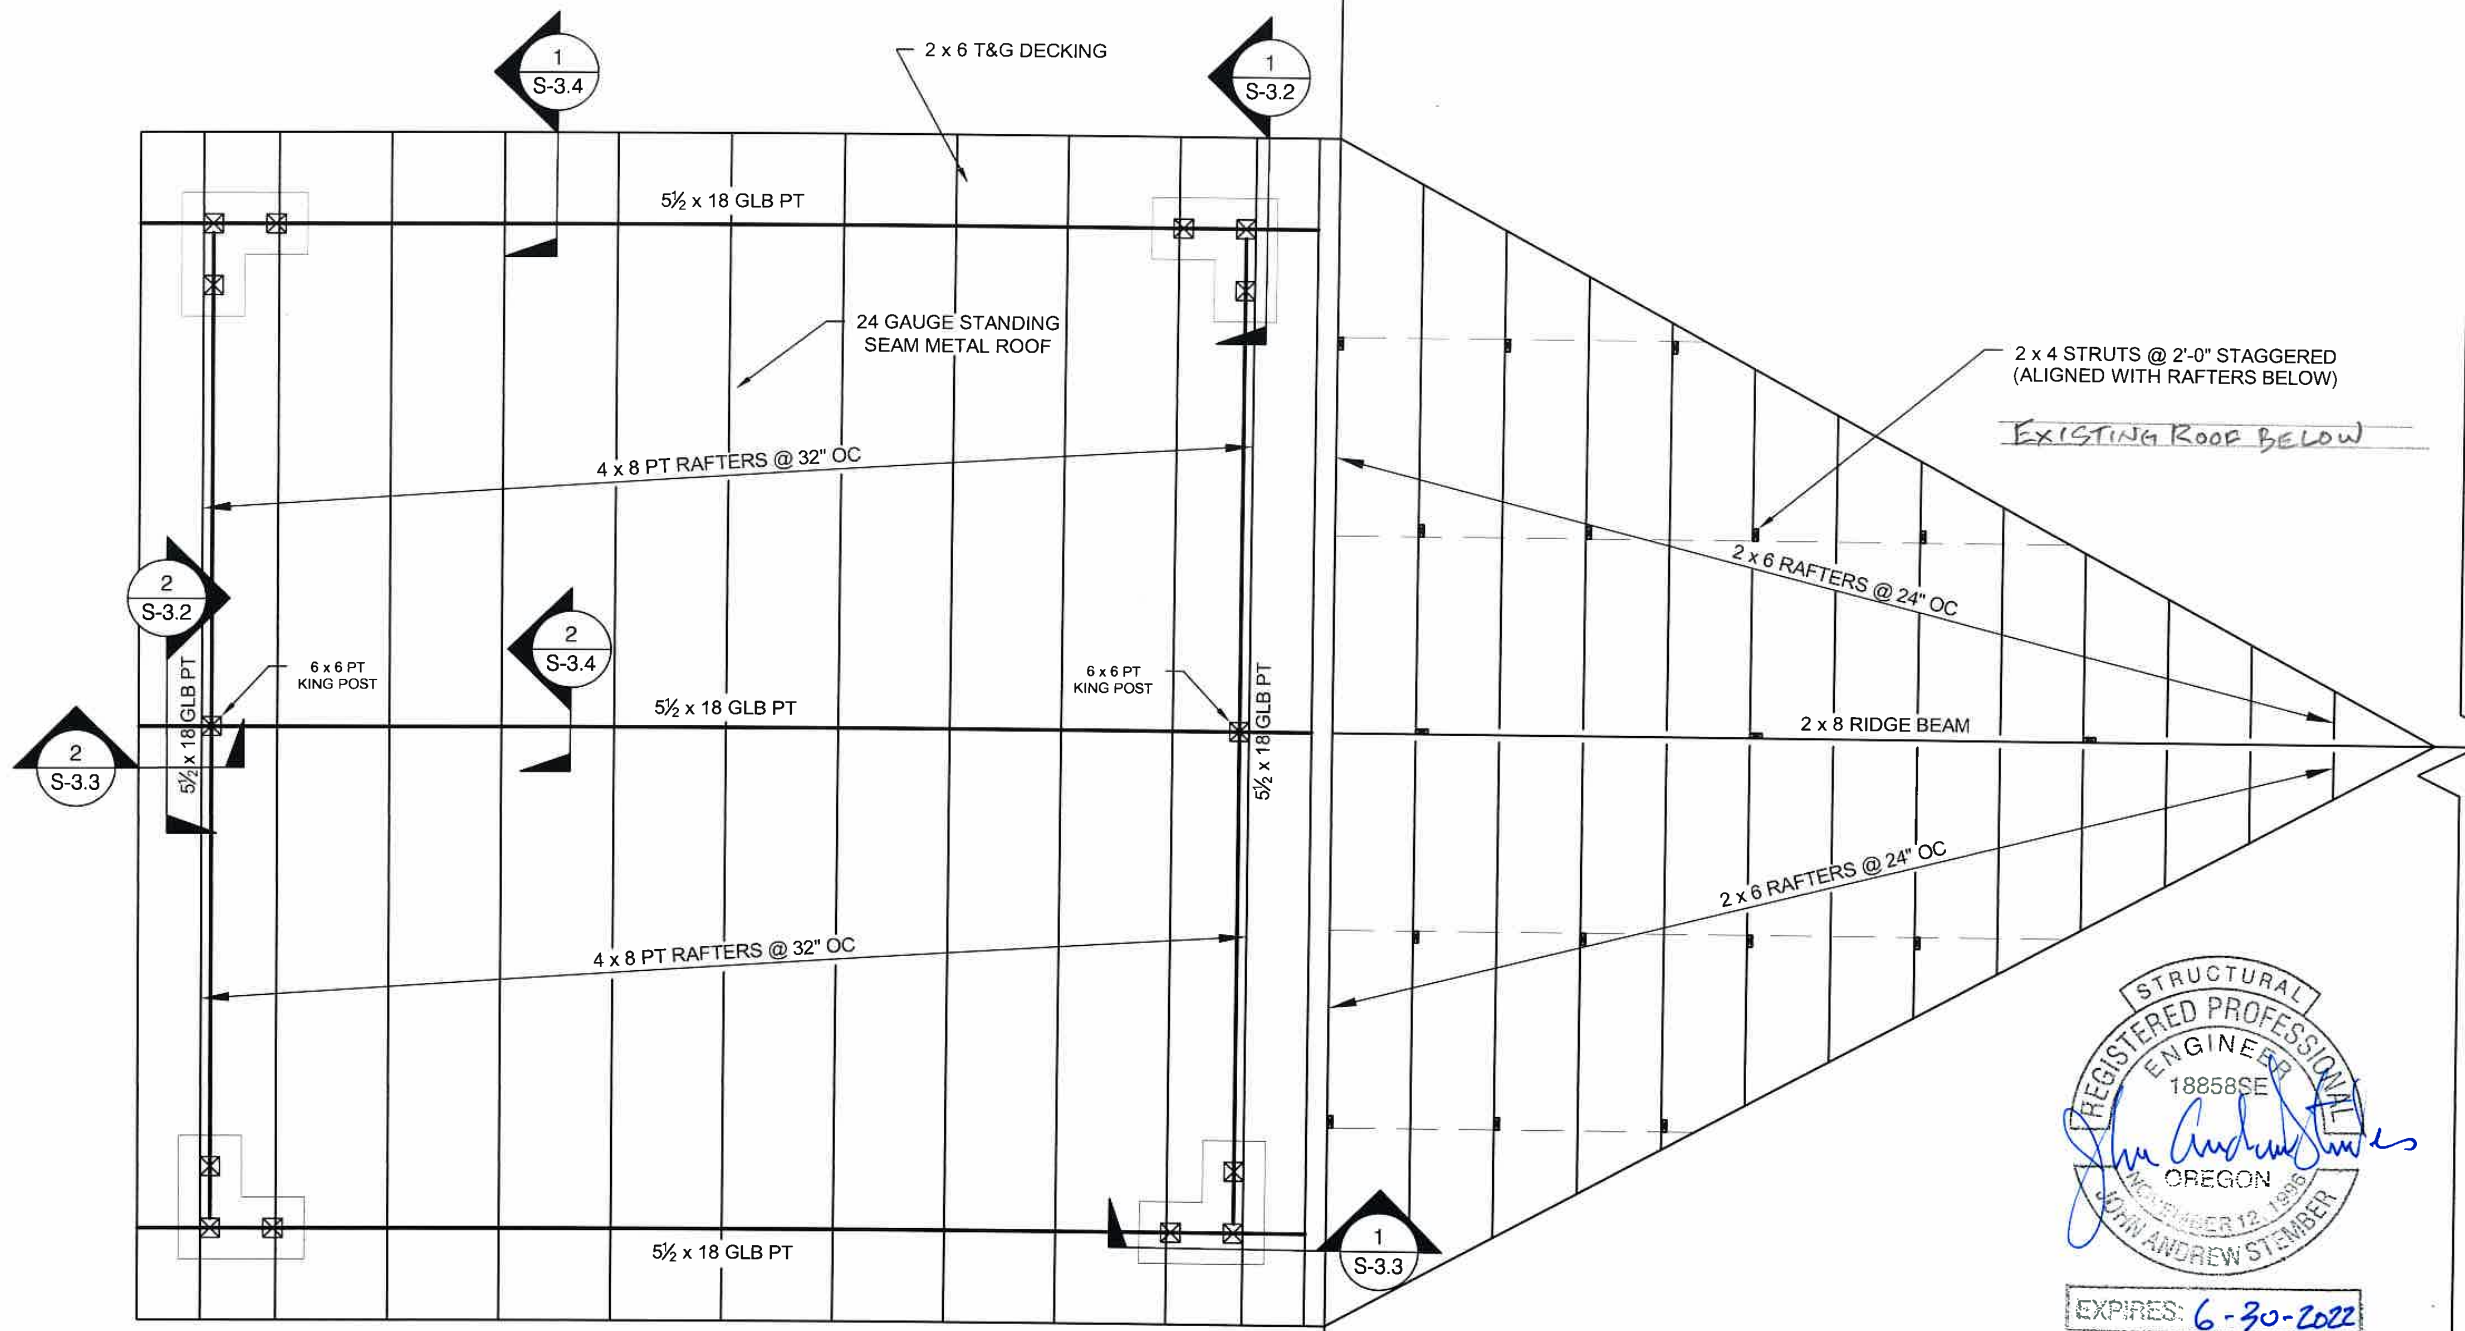 1
S-3.4
2 x 6 T&G DECKING
1
S-3.2
5½ x 18 GLB PT
24 GAUGE STANDING
SEAM METAL ROOF
2 x 4 STRUTS @ 2'-0" STAGGERED
(ALIGNED WITH RAFTERS BELOW)
EXISTING ROOF BELOW
4 x 8 PT RAFTERS @ 32" OC
2 x 6 RAFTERS @ 24" OC
2
S-3.2
2
S-3.4
6 x 6 PT
KING POST
6 x 6 PT
KING POST
5½ x 18 GLB PT
5½ x 18 GLB PT
5½ x 18 GLB PT
2 x 8 RIDGE BEAM
2
S-3.3
2 x 6 RAFTERS @ 24" OC
4 x 8 PT RAFTERS @ 32" OC
5½ x 18 GLB PT
1
S-3.3
STRUCTURAL
REGISTERED PROFESSIONAL
ENGINEER
18858SE
OREGON
NOVEMBER 12, 1996
JOHN ANDREW STEMBER
EXPIRES: 6-30-2022